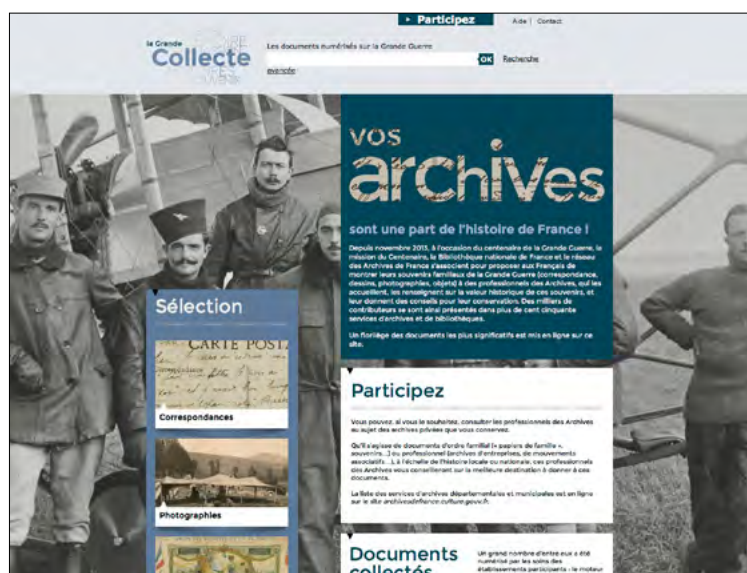 ▸ Participez
Aide | Contact
la Grande
Collecte
Les documents numérisés sur la Grande Guerre
OK
Recherche
avancée
vos
archives
sont une part de l'histoire de France !
Depuis novembre 2013, à l'occasion du centenaire de la Grande Guerre, la
mission du Centenaire, la Bibliothèque nationale de France et le réseau
des Archives de France s'associent pour proposer aux Français de
montrer leurs souvenirs familiaux de la Grande Guerre (correspondance,
dessins, photographies, objets) à des professionnels des Archives, qui les
accueillent, les renseignent sur la valeur historique de ces souvenirs, et
leur donnent des conseils pour leur conservation. Des milliers de
contributeurs se sont ainsi présentés dans plus de cent cinquante
services d'archives et de bibliothèques.
Un florilège des documents les plus significatifs est mis en ligne sur ce
site.
Sélection
CARTE POST
Correspondances
Photographies
Participez
Vous pouvez, si vous le souhaitez, consulter les professionnels des Archives
au sujet des archives privées que vous conservez.
Qu'il s'agisse de documents d'ordre familial (« papiers de famille »,
souvenirs...) ou professionnel (archives d'entreprises, de mouvements
associatifs...), à l'échelle de l'histoire locale ou nationale, ces professionnels
des Archives vous conseilleront sur la meilleure destination à donner à ces
documents.
La liste des services d'archives départementales et municipales est en ligne
sur le site archivesdefrance.culture.gouv.fr.
Documents
collectés
Un grand nombre d'entre eux a été
numérisé par les soins des
établissements participants : le moteur